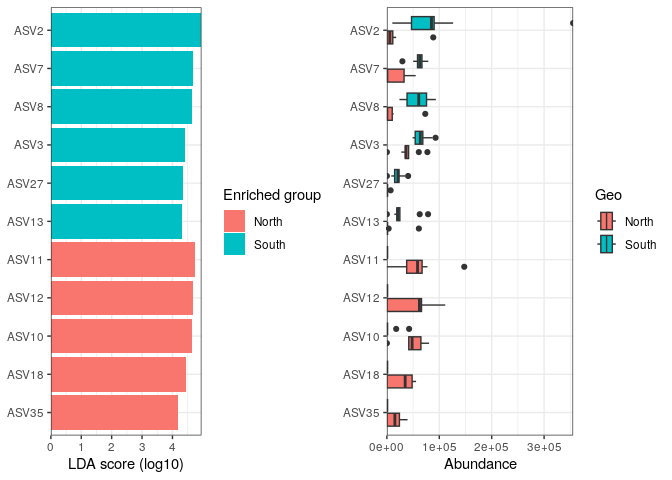 ASV2
ASV7
ASV8
ASV3
ASV27
ASV13
ASV11
ASV12
ASV10
ASV18
ASV35
0 1 2 3 4
LDA score (log10)
Enriched group
North
South
ASV2
ASV7
ASV8
ASV3
ASV27
ASV13
ASV11
ASV12
ASV10
ASV18
ASV35
0e+00 1e+05 2e+05 3e+05
Abundance
Geo
North
South